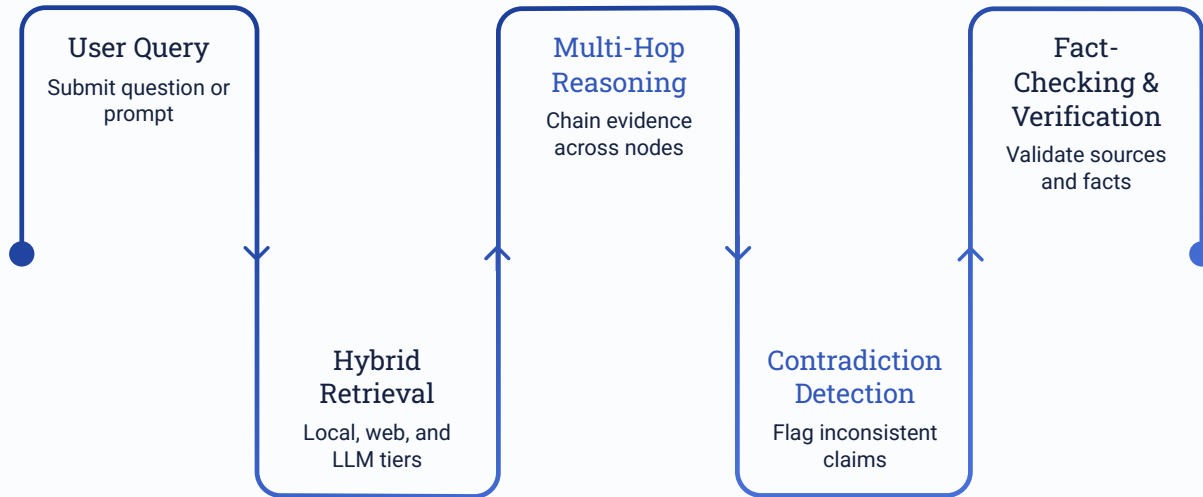 User Query
Submit question or
prompt
Hybrid
Retrieval
Local, web, and
LLM tiers
Multi-Hop
Reasoning
Chain evidence
across nodes
Contradiction
Detection
Flag inconsistent
claims
Fact-
Checking &
Verification
Validate sources
and facts